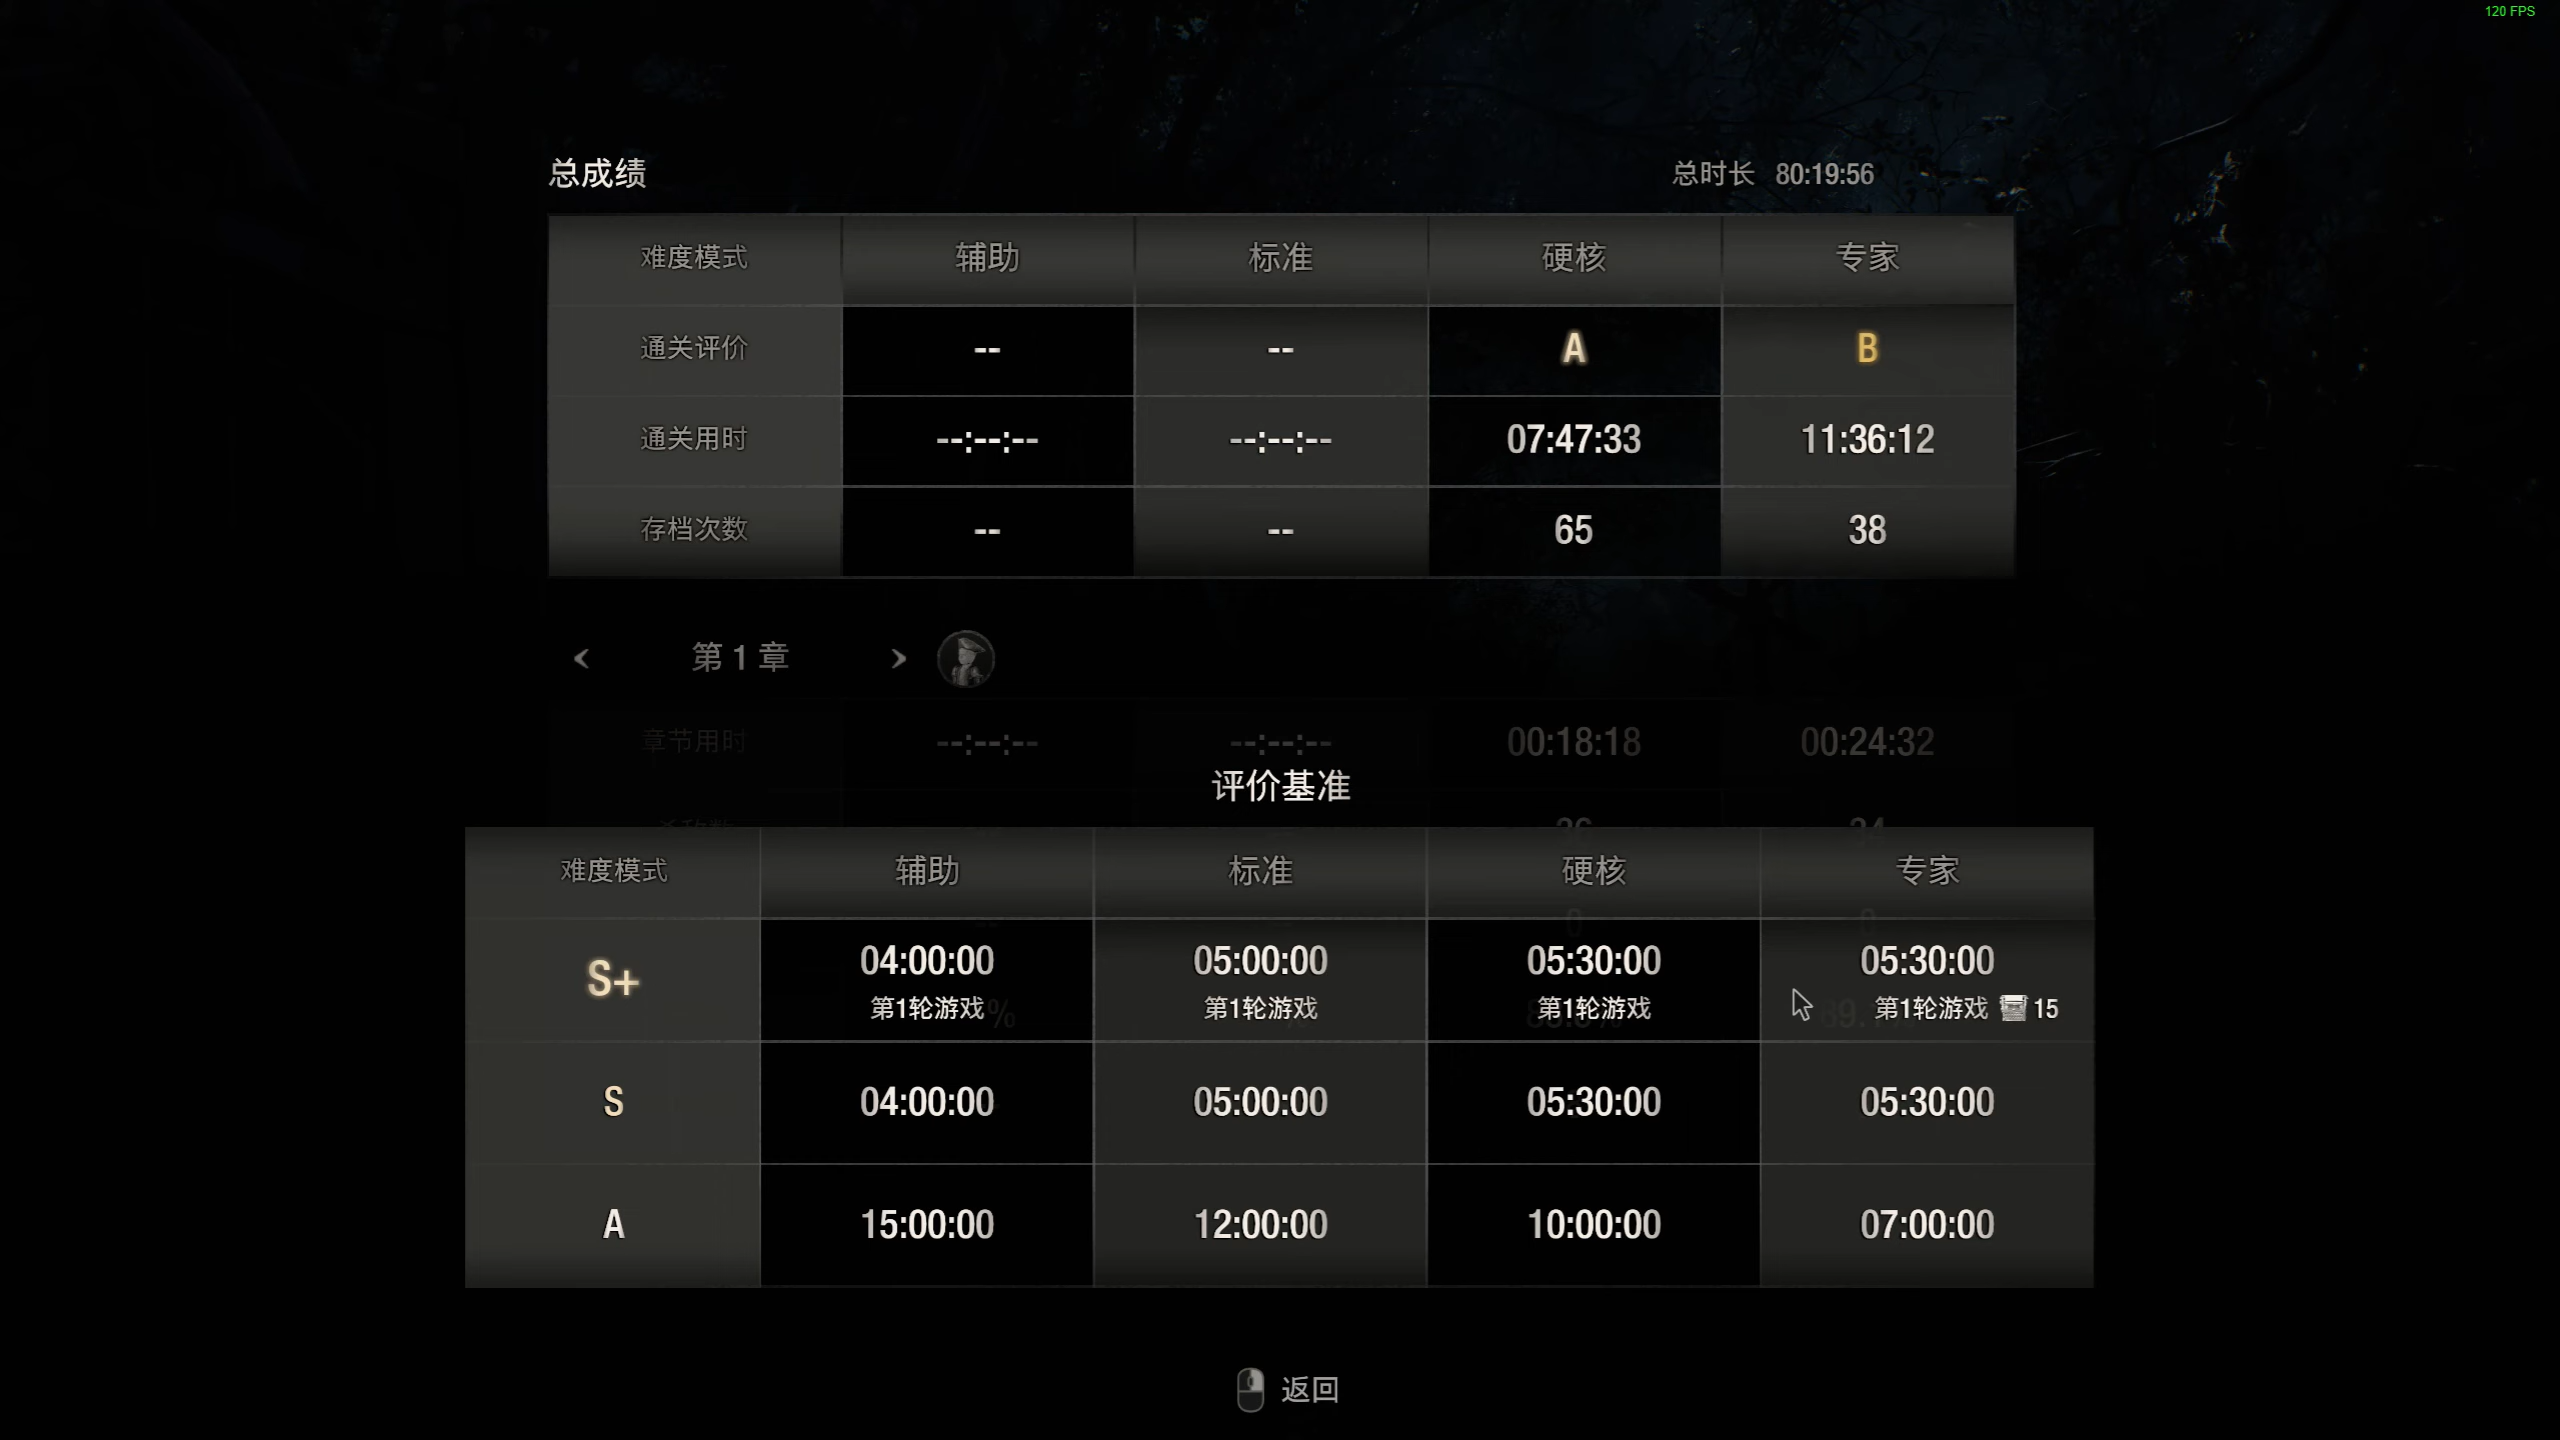 120 FPS
总成绩
总时长 80:19:56
难度模式 辅助 标准 硬核 专家
通关评价 -- -- A B
通关用时 --:--:-- --:--:-- 07:47:33 11:36:12
存档次数 -- -- 65 38
第 1 章
章节用时 --:--:-- --:--:-- 00:18:18 00:24:32
评价基准
难度模式 辅助 标准 硬核 专家
S+ 04:00:00 05:00:00 05:30:00 05:30:00
第1轮游戏 第1轮游戏 第1轮游戏 第1轮游戏 15
S 04:00:00 05:00:00 05:30:00 05:30:00
A 15:00:00 12:00:00 10:00:00 07:00:00
返回